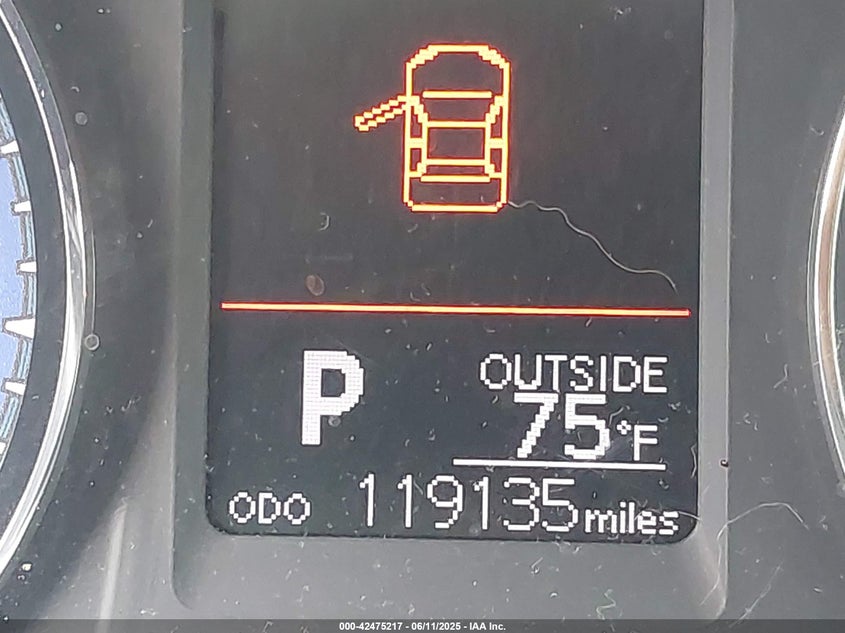 P
OUTSIDE
75°F
ODO 119135 miles
000-42475217 - 06/11/2025 - IAA Inc.